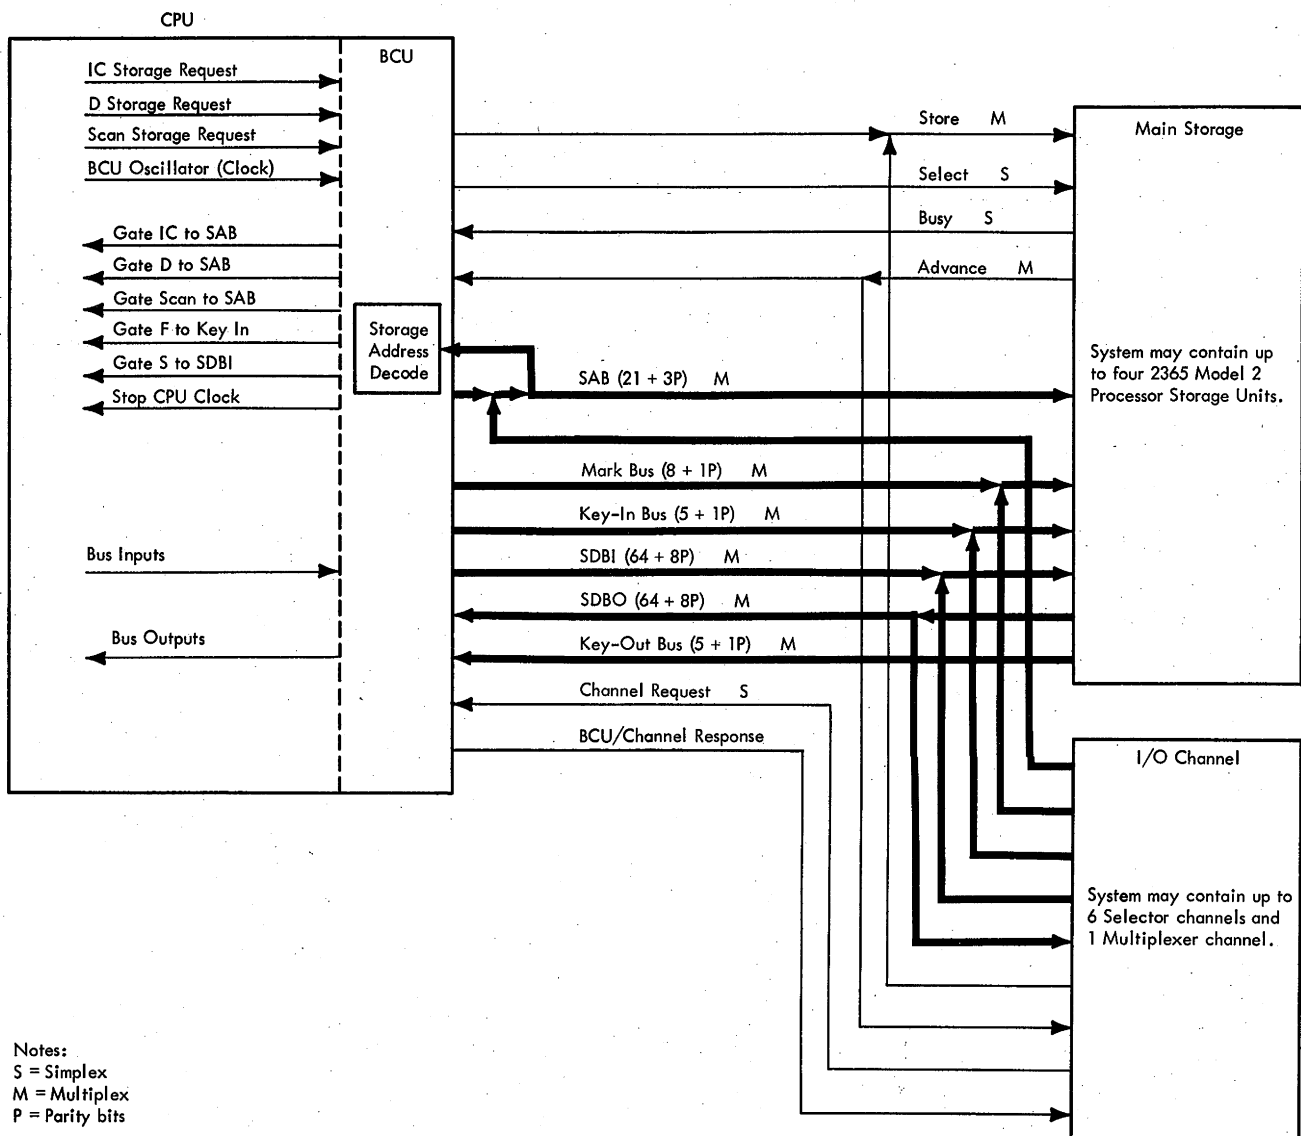 CPU
BCU
IC Storage Request
D Storage Request
Scan Storage Request
BCU Oscillator (Clock)
Gate IC to SAB
Gate D to SAB
Gate Scan to SAB
Gate F to Key In
Gate S to SDBI
Stop CPU Clock
Bus Inputs
Bus Outputs
Storage
Address
Decode
Store M
Select S
Busy S
Advance M
SAB (21 + 3P) M
Mark Bus (8 + 1P) M
Key-In Bus (5 + 1P) M
SDBI (64 + 8P) M
SDBO (64 + 8P) M
Key-Out Bus (5 + 1P) M
Channel Request S
BCU/Channel Response
Main Storage
System may contain up
to four 2365 Model 2
Processor Storage Units.
I/O Channel
System may contain up to
6 Selector channels and
1 Multiplexer channel.
Notes:
S = Simplex
M = Multiplex
P = Parity bits